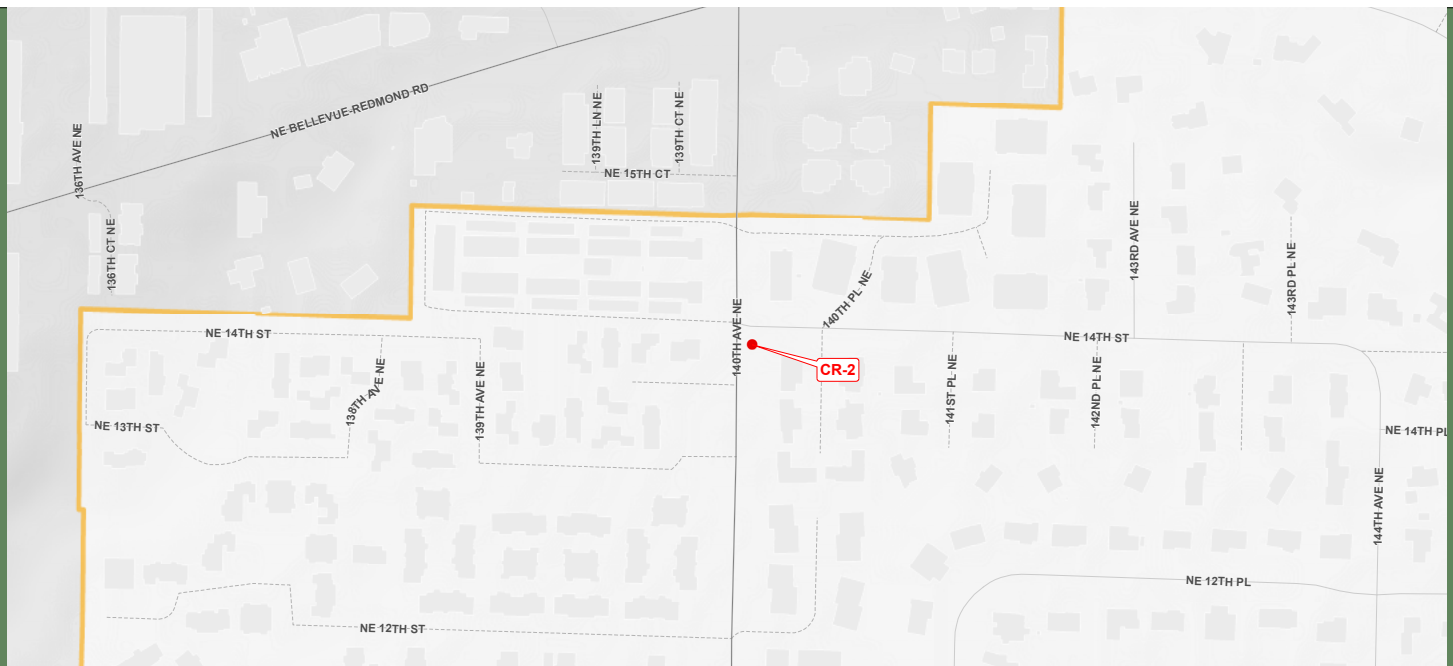 NE BELLEVUE-REDMOND RD
136TH AVE NE
139TH LN NE
139TH CT NE
NE 15TH CT
136TH CT NE
143RD AVE NE
143RD PL NE
140TH PL NE
140TH AVE NE
NE 14TH ST
NE 14TH ST
CR-2
138TH AVE NE
139TH AVE NE
141ST PL NE
142ND PL NE
NE 13TH ST
NE 14TH PL
144TH AVE NE
NE 12TH PL
NE 12TH ST